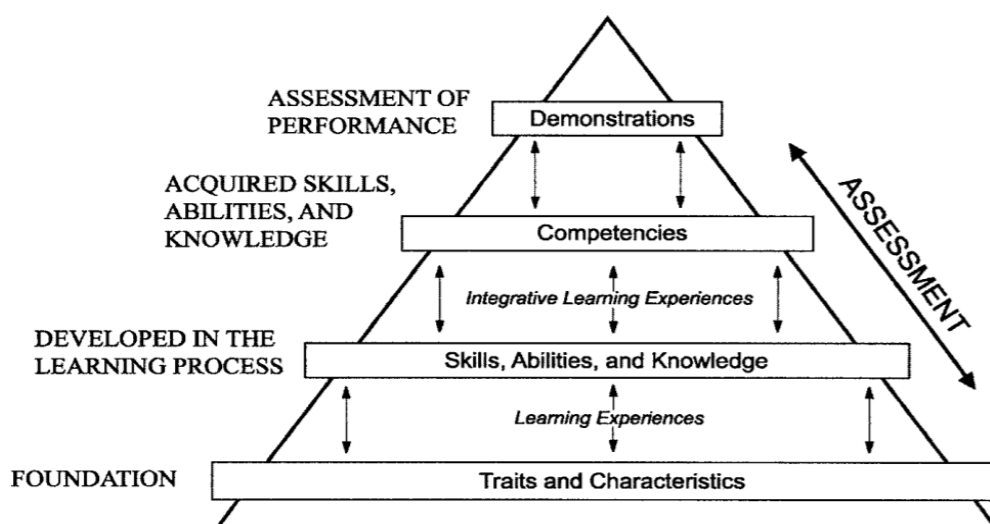 ASSESSMENT OF
PERFORMANCE
Demonstrations
ACQUIRED SKILLS,
ABILITIES, AND
KNOWLEDGE
Competencies
ASSESSMENT
Integrative Learning Experiences
DEVELOPED IN THE
LEARNING PROCESS
Skills, Abilities, and Knowledge
Learning Experiences
FOUNDATION
Traits and Characteristics